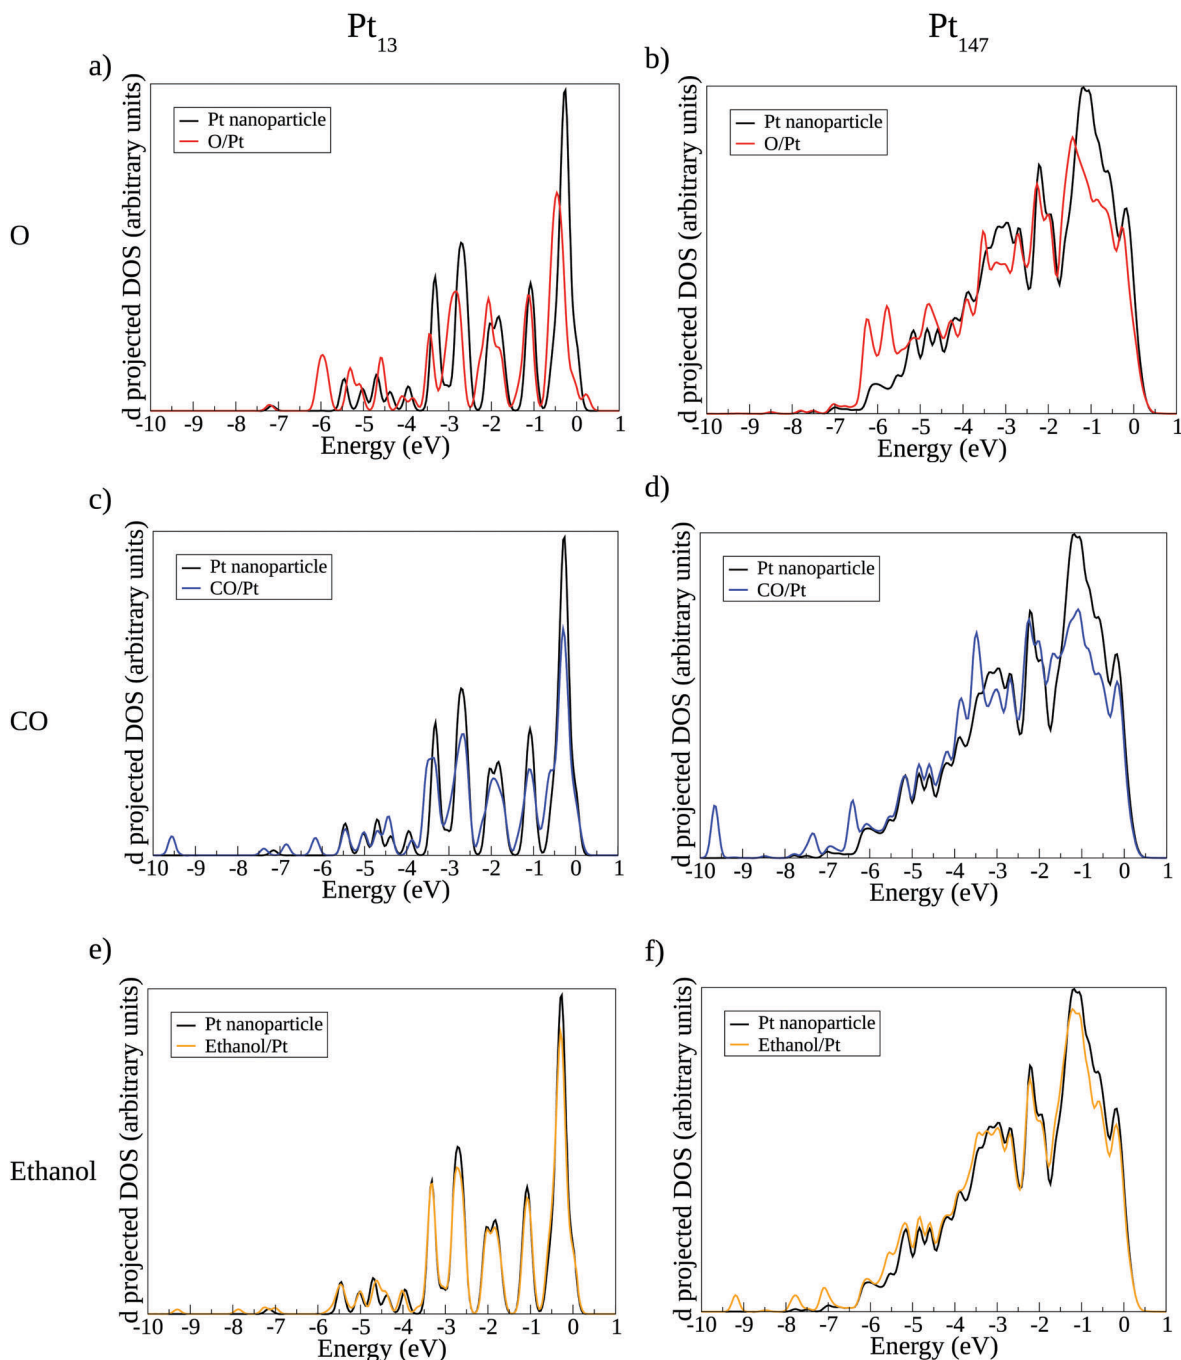 Pt13
Pt147
a)
d projected DOS (arbitrary units)
Pt nanoparticle
O/Pt
-10 -9 -8 -7 -6 -5 -4 -3 -2 -1 0 1
Energy (eV)
b)
d projected DOS (arbitrary units)
Pt nanoparticle
O/Pt
-10 -9 -8 -7 -6 -5 -4 -3 -2 -1 0 1
Energy (eV)
O
c)
d projected DOS (arbitrary units)
Pt nanoparticle
CO/Pt
-10 -9 -8 -7 -6 -5 -4 -3 -2 -1 0 1
Energy (eV)
d)
d projected DOS (arbitrary units)
Pt nanoparticle
CO/Pt
-10 -9 -8 -7 -6 -5 -4 -3 -2 -1 0 1
Energy (eV)
CO
e)
d projected DOS (arbitrary units)
Pt nanoparticle
Ethanol/Pt
-10 -9 -8 -7 -6 -5 -4 -3 -2 -1 0 1
Energy (eV)
f)
d projected DOS (arbitrary units)
Pt nanoparticle
Ethanol/Pt
-10 -9 -8 -7 -6 -5 -4 -3 -2 -1 0 1
Energy (eV)
Ethanol